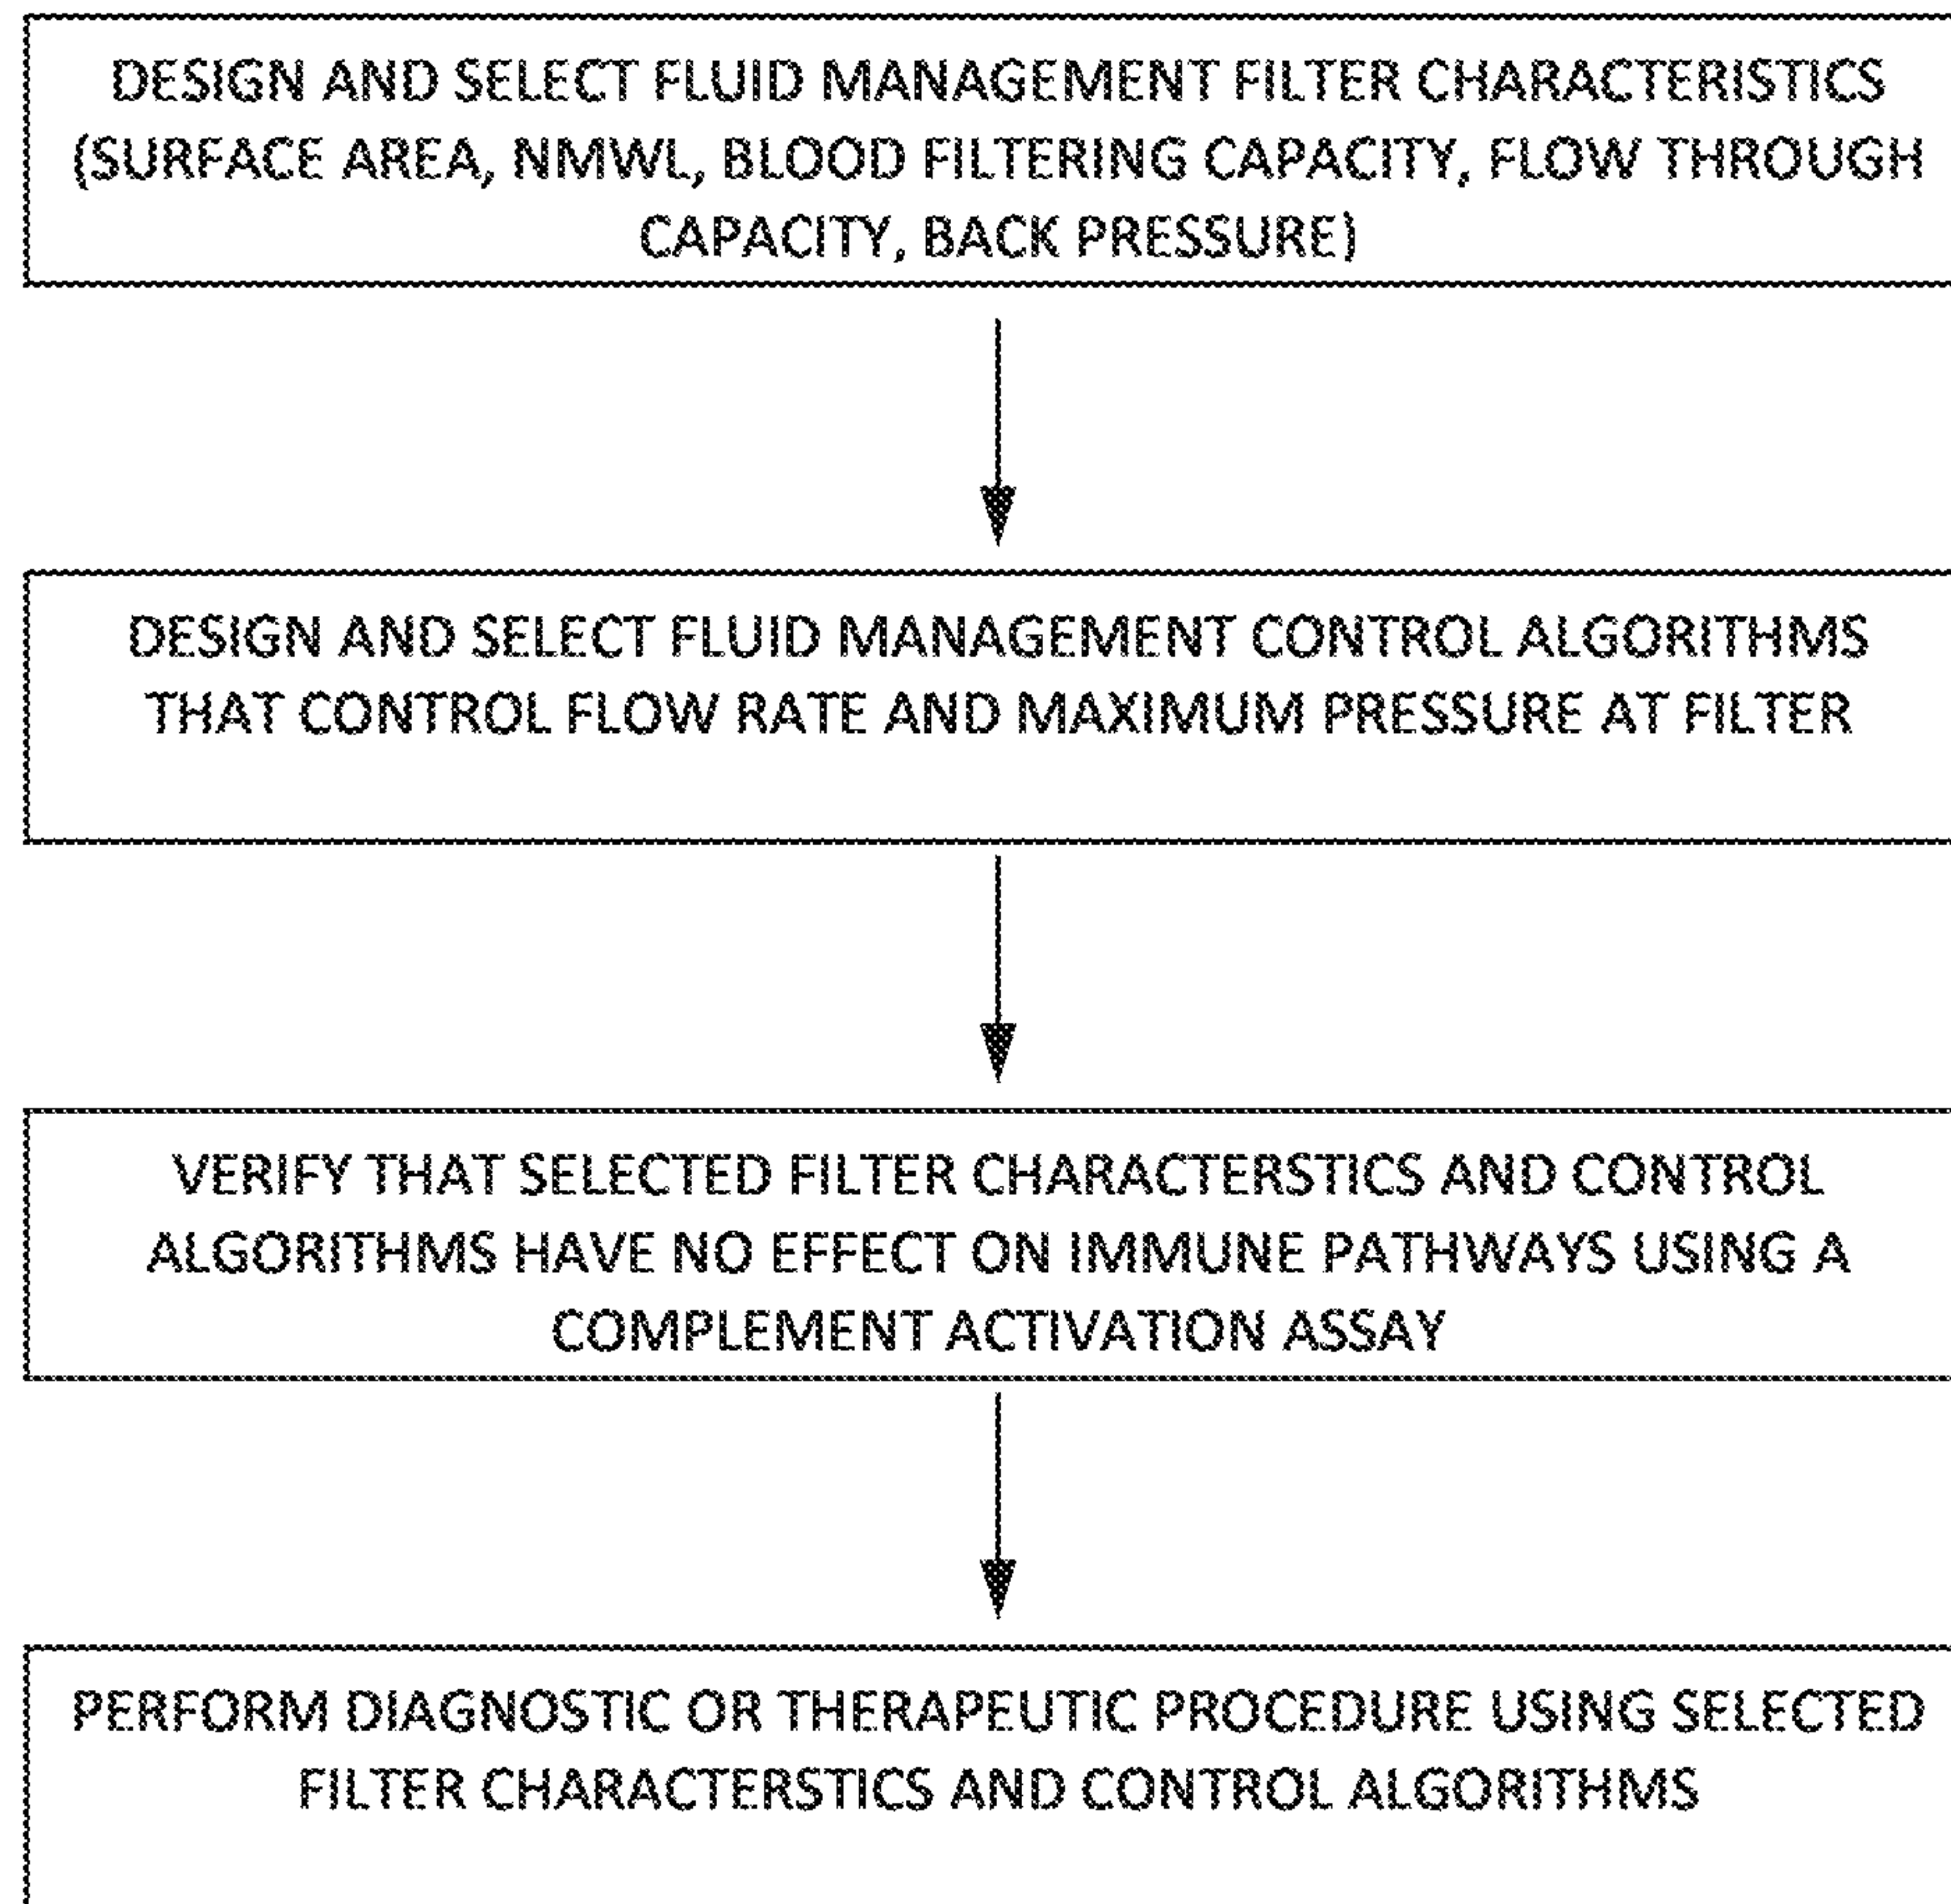 DESIGN AND SELECT FLUID MANAGEMENT FILTER CHARACTERISTICS
(SURFACE AREA, NMWL, BLOOD FILTERING CAPACITY, FLOW THROUGH
CAPACITY, BACK PRESSURE)
DESIGN AND SELECT FLUID MANAGEMENT CONTROL ALGORITHMS
THAT CONTROL FLOW RATE AND MAXIMUM PRESSURE AT FILTER
VERIFY THAT SELECTED FILTER CHARACTERSTICS AND CONTROL
ALGORITHMS HAVE NO EFFECT ON IMMUNE PATHWAYS USING A
COMPLEMENT ACTIVATION ASSAY
PERFORM DIAGNOSTIC OR THERAPEUTIC PROCEDURE USING SELECTED
FILTER CHARACTERSTICS AND CONTROL ALGORITHMS